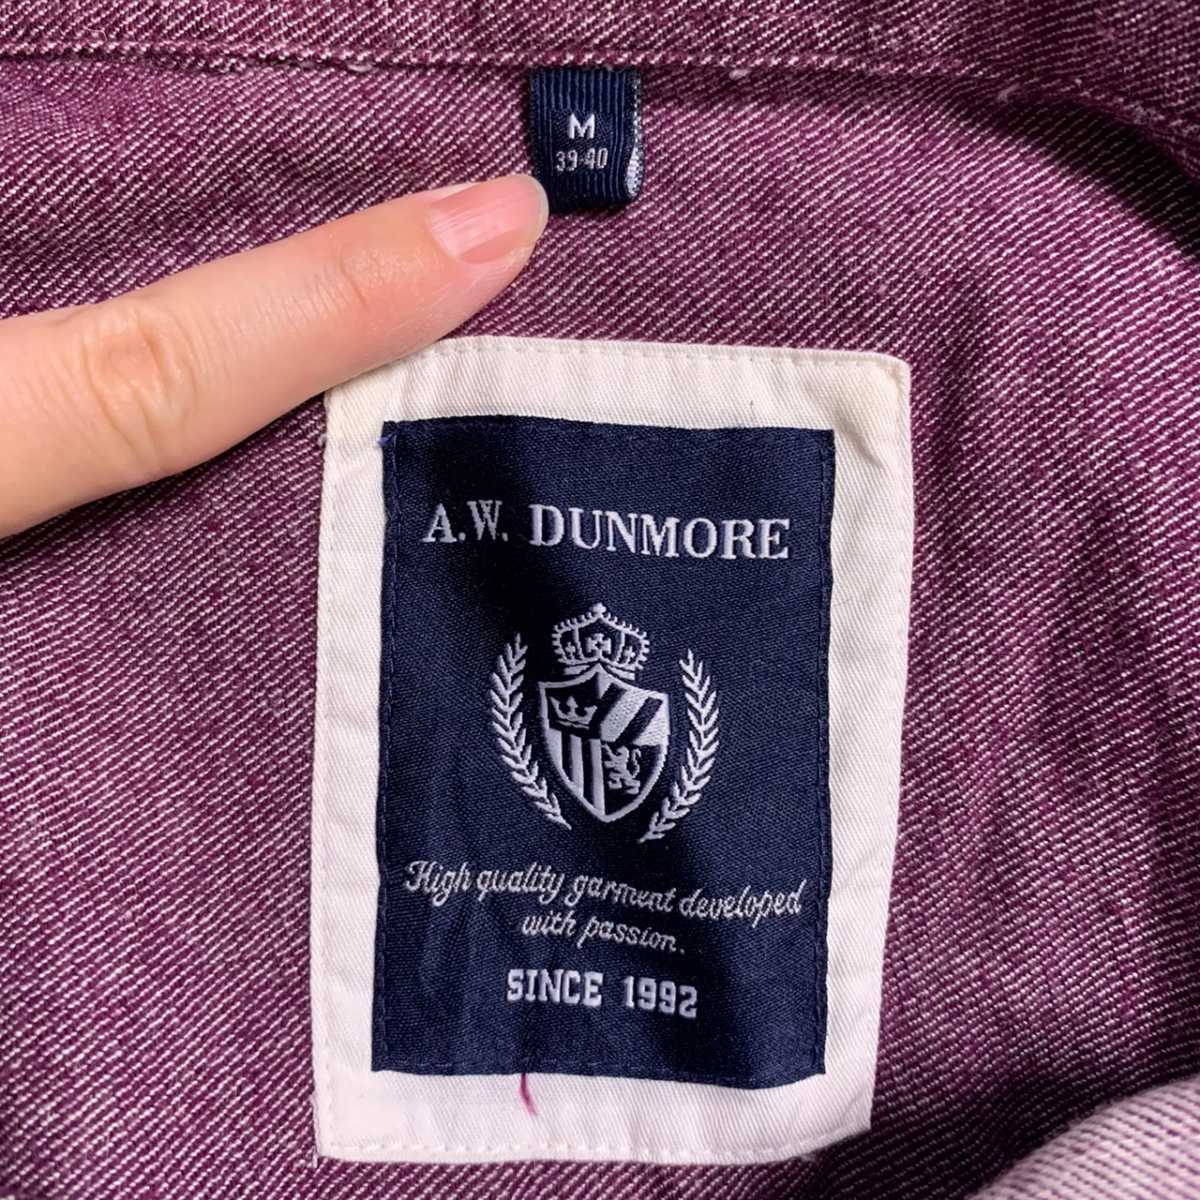 M
39-40
A.W. DUNMORE
High quality garment developed
with passion.
SINCE 1992